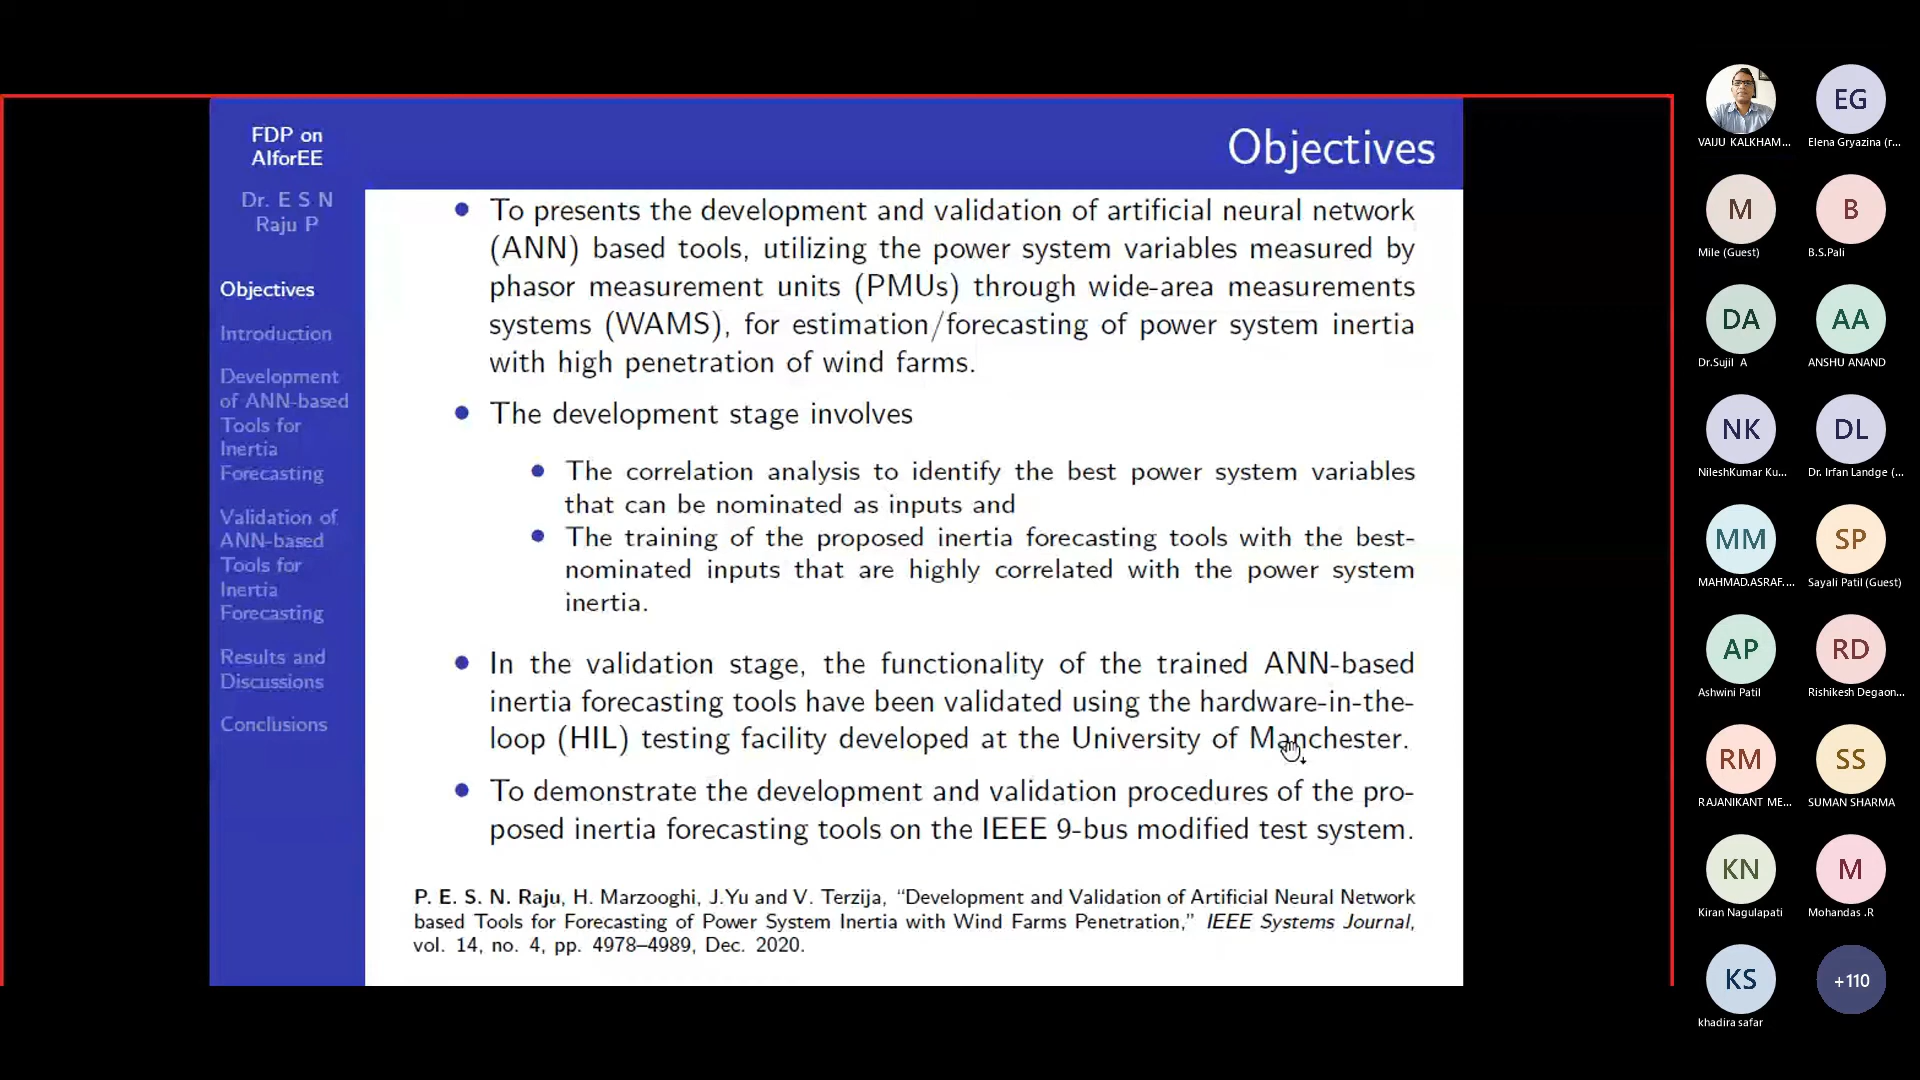 FDP on
AIforEE
Dr. E S N
Raju P
Objectives
Introduction
Development
of ANN-based
Tools for
Inertia
Forecasting
Validation of
ANN-based
Tools for
Inertia
Forecasting
Results and
Discussions
Conclusions
Objectives
To presents the development and validation of artificial neural network
(ANN) based tools, utilizing the power system variables measured by
phasor measurement units (PMUs) through wide-area measurements
systems (WAMS), for estimation/forecasting of power system inertia
with high penetration of wind farms.
The development stage involves
The correlation analysis to identify the best power system variables
that can be nominated as inputs and
The training of the proposed inertia forecasting tools with the best-
nominated inputs that are highly correlated with the power system
inertia.
In the validation stage, the functionality of the trained ANN-based
inertia forecasting tools have been validated using the hardware-in-the-
loop (HIL) testing facility developed at the University of Manchester.
To demonstrate the development and validation procedures of the pro-
posed inertia forecasting tools on the IEEE 9-bus modified test system.
P. E. S. N. Raju, H. Marzooghi, J.Yu and V. Terzija, “Development and Validation of Artificial Neural Network
based Tools for Forecasting of Power System Inertia with Wind Farms Penetration,” IEEE Systems Journal,
vol. 14, no. 4, pp. 4978–4989, Dec. 2020.
VAIJU KALKHAM...
EG
Elena Gryazina (r...
M
Mile (Guest)
B
B.S.Pali
DA
Dr.Sujil A
AA
ANSHU ANAND
NK
NileshKumar Ku...
DL
Dr. Irfan Landge (...
MM
MAHMAD.ASRAF....
SP
Sayali Patil (Guest)
AP
Ashwini Patil
RD
Rishikesh Degaon...
RM
RAJANIKANT ME...
SS
SUMAN SHARMA
KN
Kiran Nagulapati
M
Mohandas .R
KS
khadira safar
+110